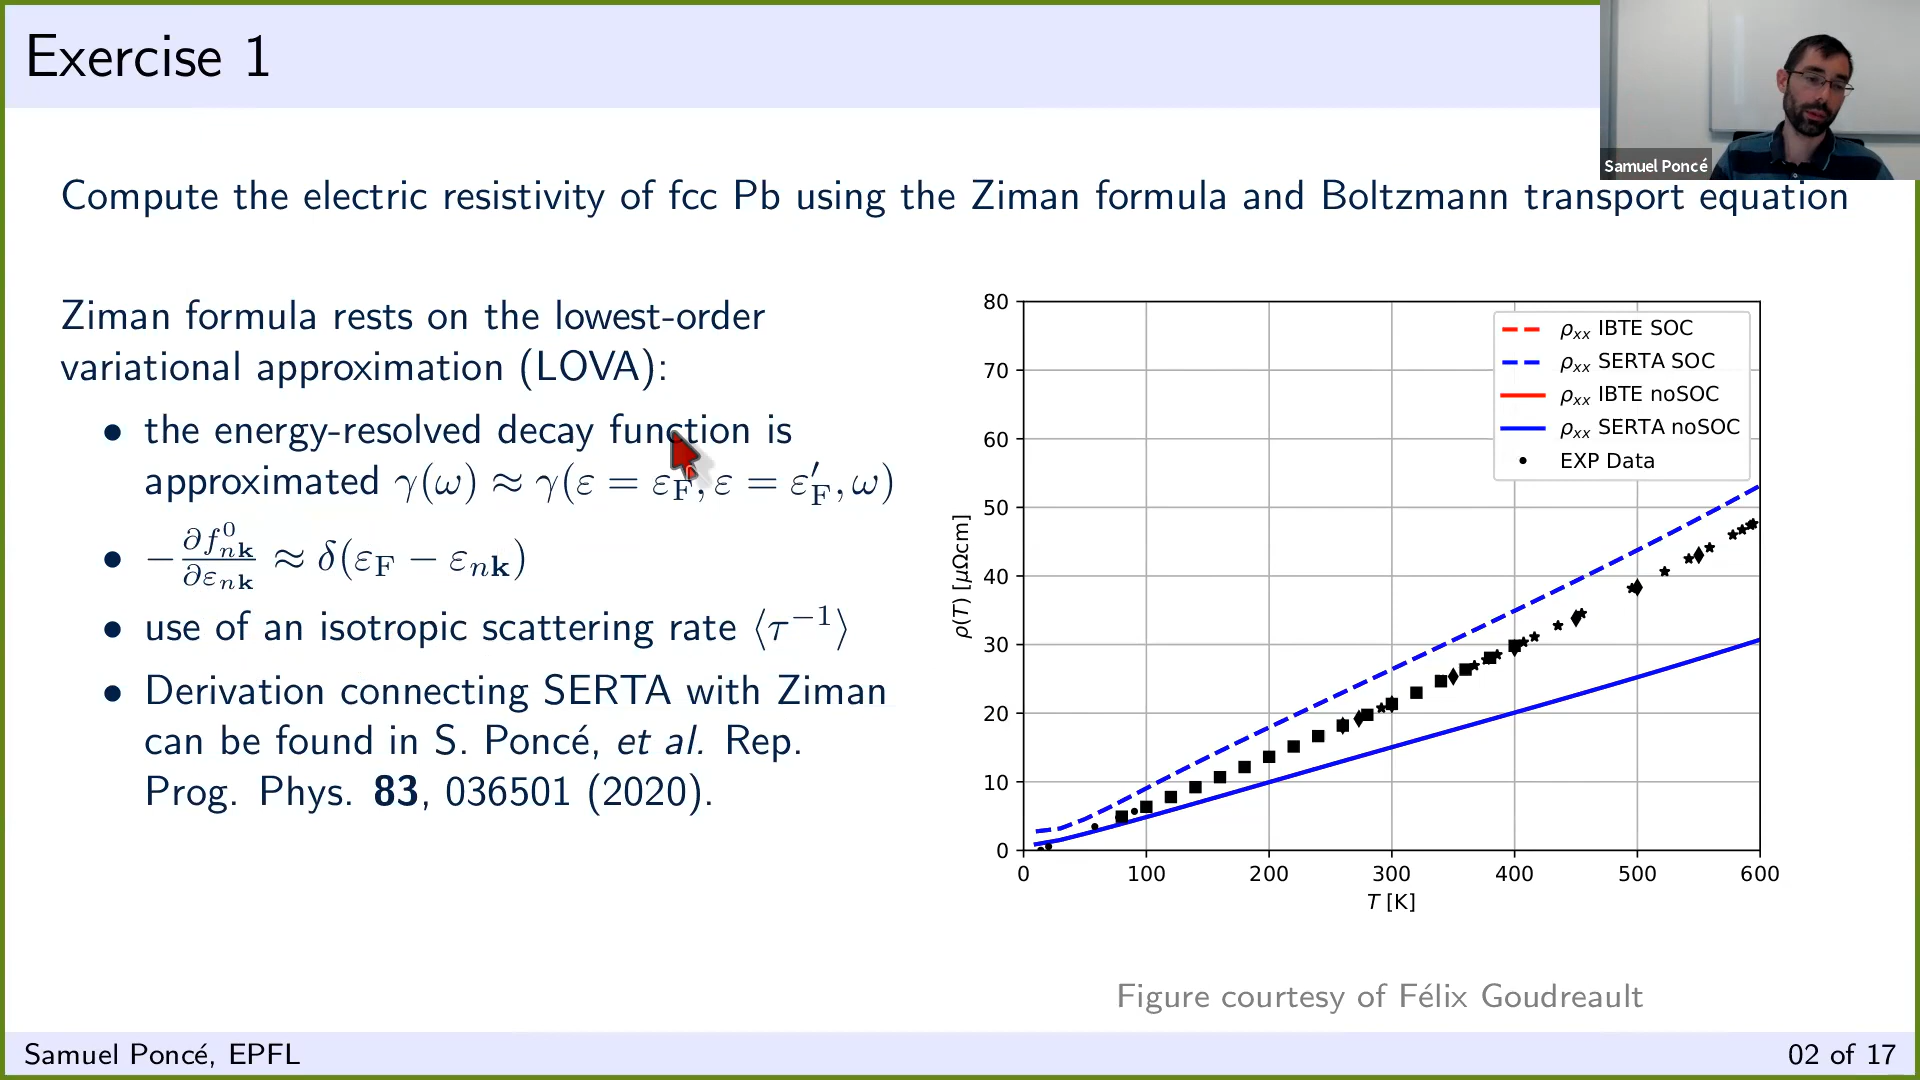 Exercise 1
Samuel Poncé
Compute the electric resistivity of fcc Pb using the Ziman formula and Boltzmann transport equation
Ziman formula rests on the lowest-order
variational approximation (LOVA):
• the energy-resolved decay function is
approximated γ(ω) ≈ γ(ε = ε_F, ε = ε′_F, ω)
• −∂f⁰_n𝐤/∂ε_n𝐤 ≈ δ(ε_F − ε_n𝐤)
• use of an isotropic scattering rate ⟨τ⁻¹⟩
• Derivation connecting SERTA with Ziman
can be found in S. Poncé, et al. Rep.
Prog. Phys. 83, 036501 (2020).
80
70
60
50
40
30
20
10
0
ρ(T) [μΩcm]
ρ_xx IBTE SOC
ρ_xx SERTA SOC
ρ_xx IBTE noSOC
ρ_xx SERTA noSOC
EXP Data
0 100 200 300 400 500 600
T [K]
Figure courtesy of Félix Goudreault
Samuel Poncé, EPFL
02 of 17